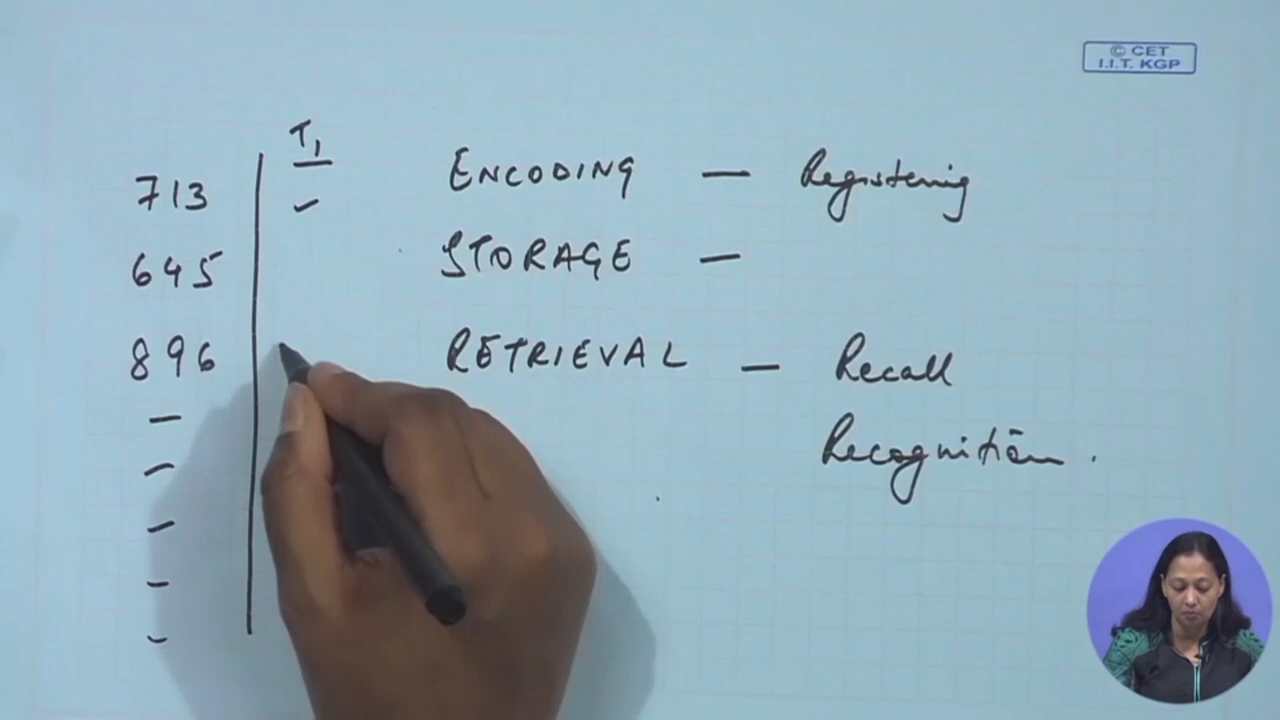 © CET
I.I.T. KGP
T1
713 ENCODING — Registering
645 STORAGE —
896 RETRIEVAL — Recall
Recognition.